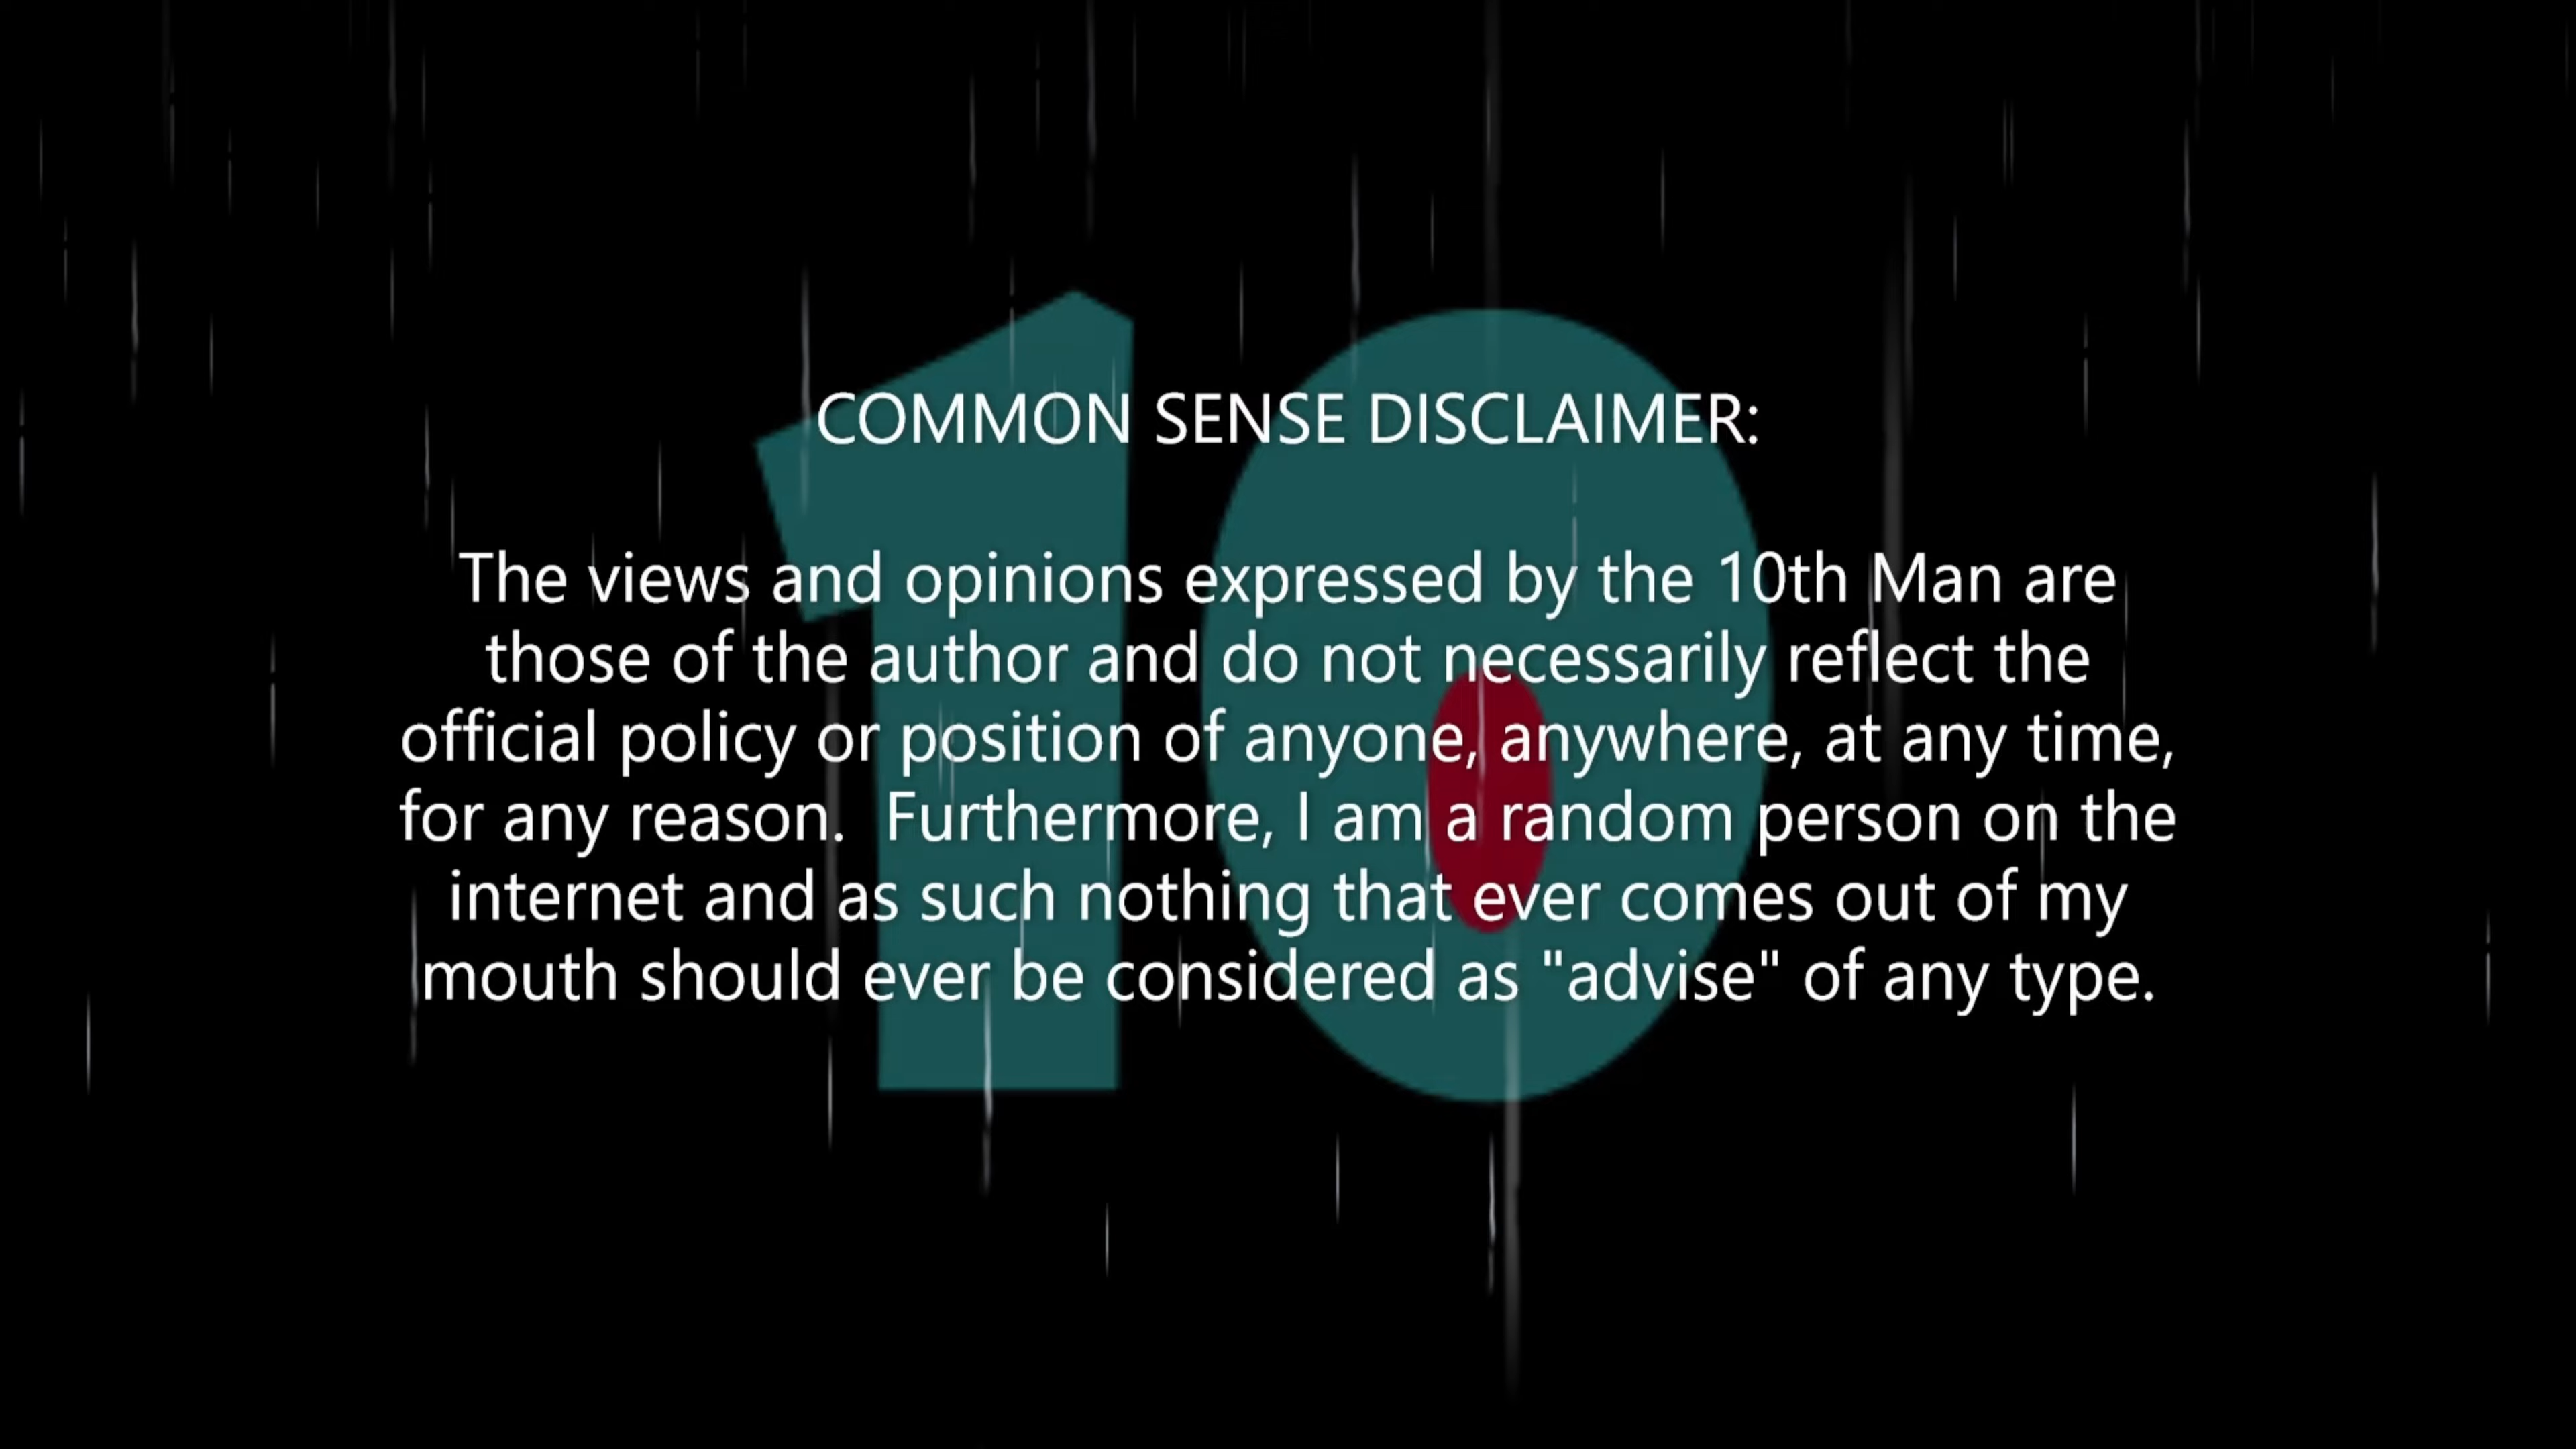 COMMON SENSE DISCLAIMER:
The views and opinions expressed by the 10th Man are
those of the author and do not necessarily reflect the
official policy or position of anyone, anywhere, at any time,
for any reason.  Furthermore, I am a random person on the
internet and as such nothing that ever comes out of my
mouth should ever be considered as "advise" of any type.
10